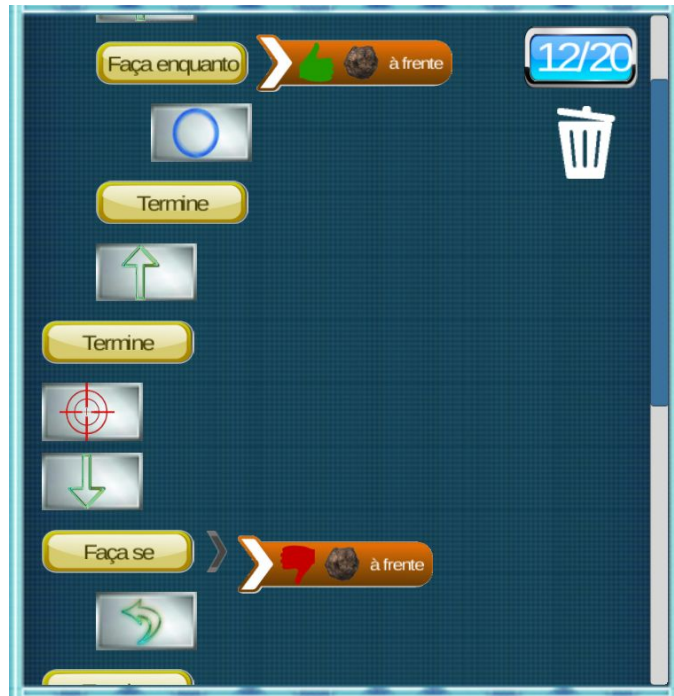 Faça enquanto
à frente
12/20
Termine
Termine
Faça se
à frente